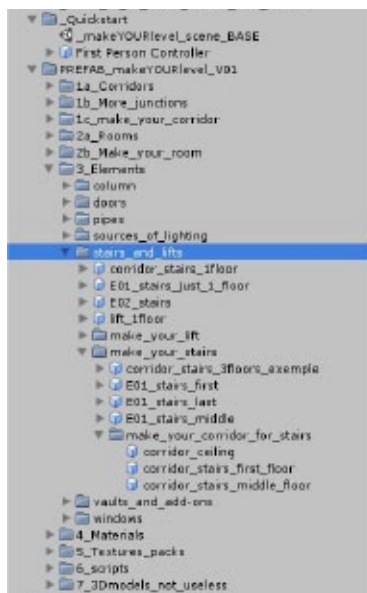 _Quickstart
_makeYOURlevel_scene_BASE
First Person Controller
PREFAB_makeYOURlevel_V01
1a_Corridors
1b_More_junctions
1c_make_your_corridor
2a_Rooms
2b_Make_your_room
3_Elements
column
doors
pipes
sources_of_lighting
stairs_and_lifts
corridor_stairs_1floor
E01_stairs_just_1_floor
E02_stairs
lift_1floor
make_your_lift
make_your_stairs
corridor_stairs_3floors_exemple
E01_stairs_first
E01_stairs_last
E01_stairs_middle
make_your_corridor_for_stairs
corridor_ceiling
corridor_stairs_first_floor
corridor_stairs_middle_floor
vaults_and_add-ons
windows
4_Materials
5_Textures_packs
6_scripts
7_3Dmodels_not_useless